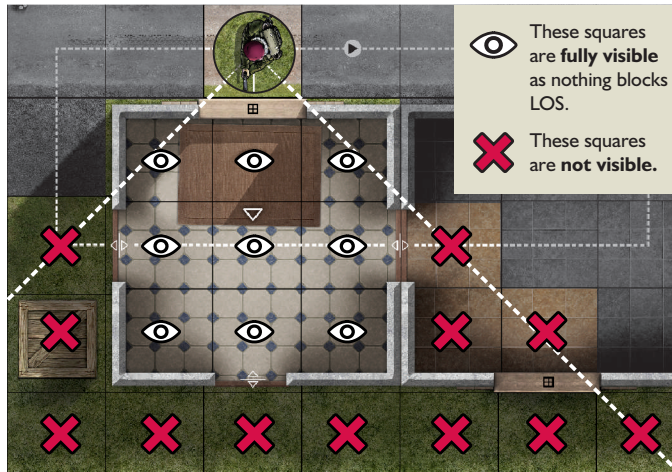 These squares
are fully visible
as nothing blocks
LOS.
These squares
are not visible.